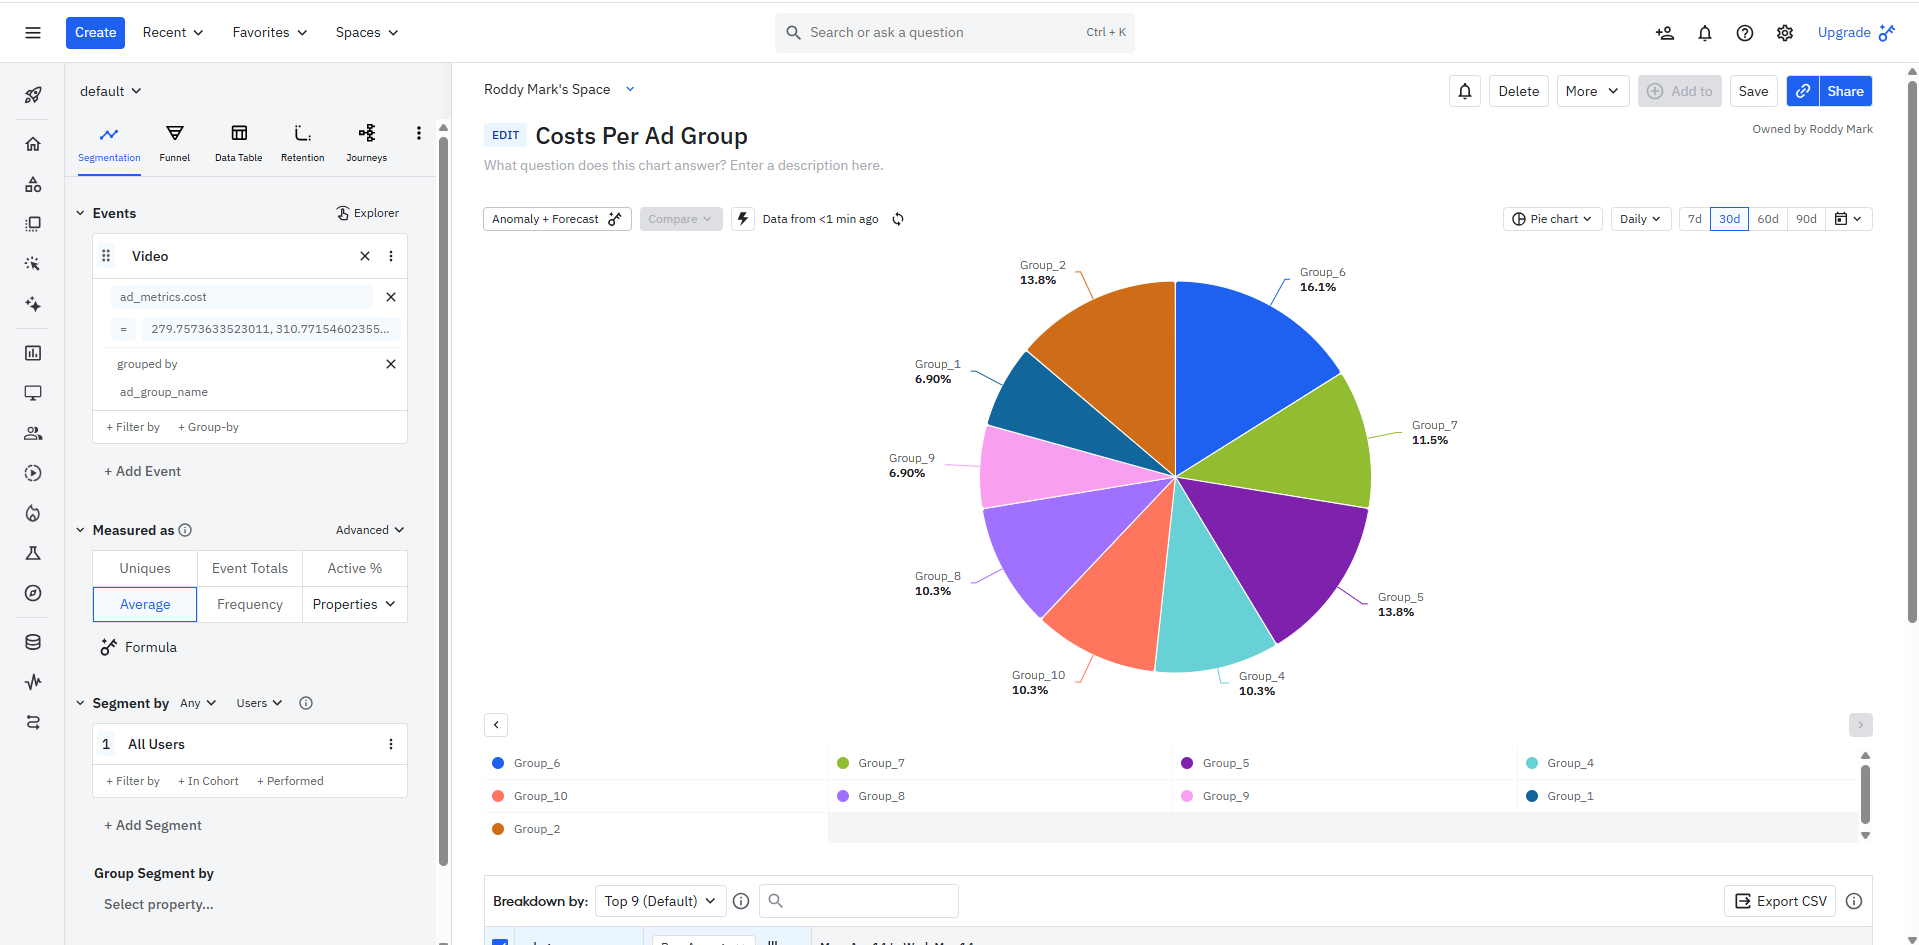 Create
Recent
Favorites
Spaces
Search or ask a question
Ctrl + K
Upgrade
default
Segmentation
Funnel
Data Table
Retention
Journeys
Events
Explorer
Video
ad_metrics.cost
=
279.7573633523011, 310.77154602355...
grouped by
ad_group_name
+ Filter by
+ Group-by
+ Add Event
Measured as
Advanced
Uniques
Event Totals
Active %
Average
Frequency
Properties
Formula
Segment by
Any
Users
1
All Users
+ Filter by
+ In Cohort
+ Performed
+ Add Segment
Group Segment by
Select property...
Roddy Mark's Space
Delete
More
Add to
Save
Share
EDIT
Costs Per Ad Group
Owned by Roddy Mark
What question does this chart answer? Enter a description here.
Anomaly + Forecast
Compare
Data from <1 min ago
Pie chart
Daily
7d
30d
60d
90d
Group_2
13.8%
Group_6
16.1%
Group_1
6.90%
Group_7
11.5%
Group_9
6.90%
Group_8
10.3%
Group_5
13.8%
Group_10
10.3%
Group_4
10.3%
Group_6
Group_7
Group_5
Group_4
Group_10
Group_8
Group_9
Group_1
Group_2
Breakdown by:
Top 9 (Default)
Export CSV